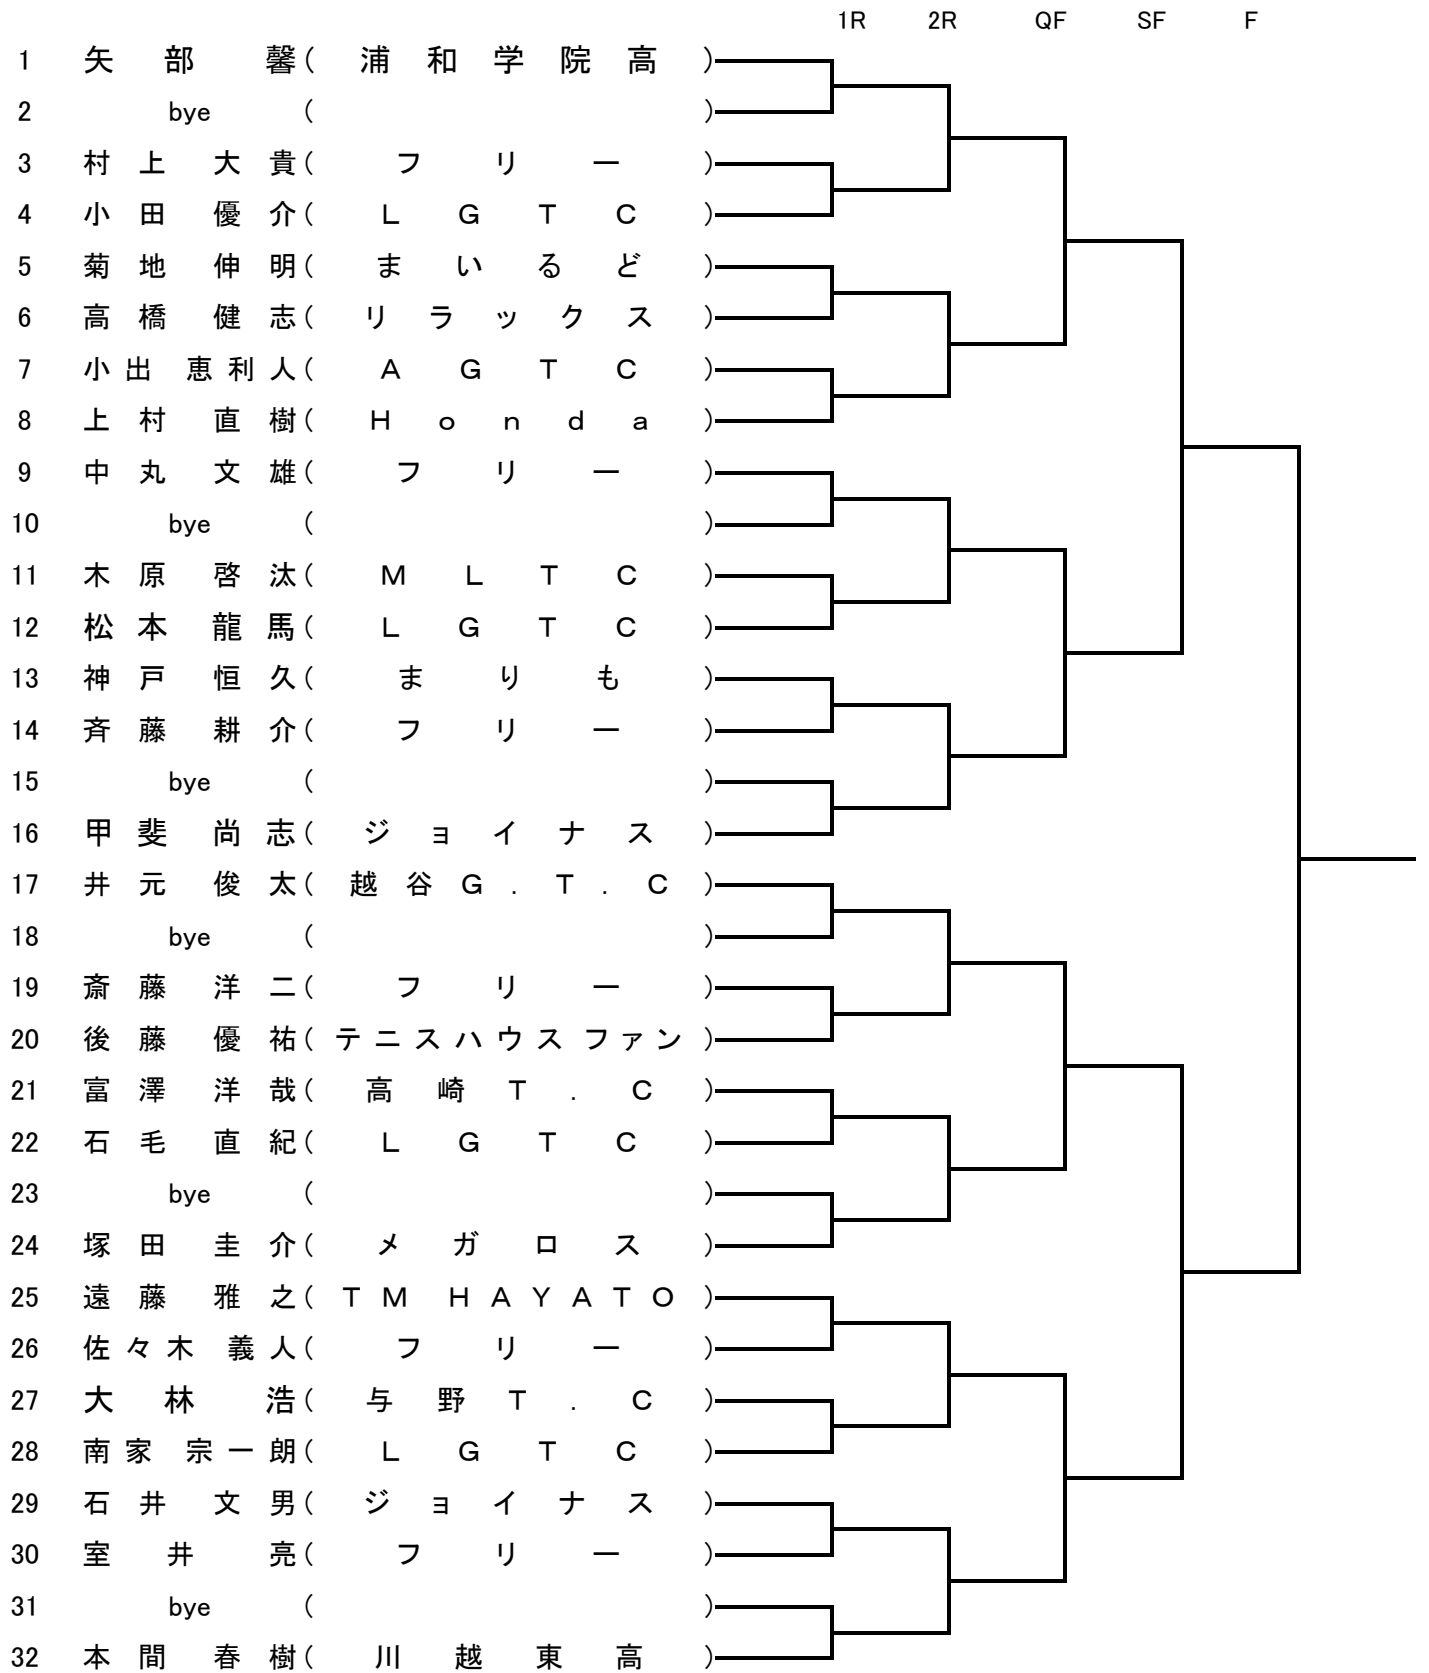 1R 2R QF SF F
1 矢部 馨(浦和学院高)
2 bye ( )
3 村上 大貴(フリー)
4 小田 優介(LGTC)
5 菊地 伸明(まいるど)
6 高橋 健志(リラックス)
7 小出 恵利人(AGTC)
8 上村 直樹(Honda)
9 中丸 文雄(フリー)
10 bye ( )
11 木原 啓汰(MLTC)
12 松本 龍馬(LGTC)
13 神戸 恒久(まりも)
14 斉藤 耕介(フリー)
15 bye ( )
16 甲斐 尚志(ジョイナス)
17 井元 俊太(越谷G.T.C)
18 bye ( )
19 斎藤 洋二(フリー)
20 後藤 優祐(テニスハウスファン)
21 富澤 洋哉(高崎T.C)
22 石毛 直紀(LGTC)
23 bye ( )
24 塚田 圭介(メガロス)
25 遠藤 雅之(TM HAYATO)
26 佐々木 義人(フリー)
27 大林 浩(与野T.C)
28 南家 宗一朗(LGTC)
29 石井 文男(ジョイナス)
30 室井 亮(フリー)
31 bye ( )
32 本間 春樹(川越東高)